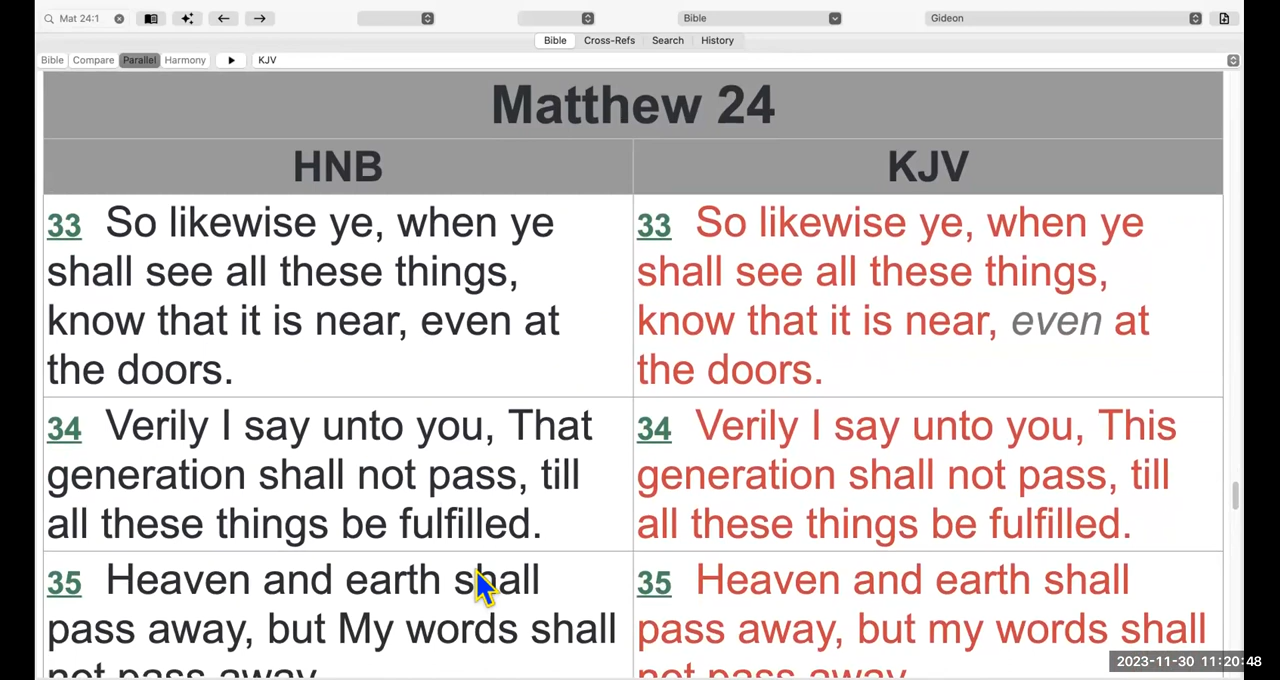 Mat 24:1 Bible Gideon
Bible Cross-Refs Search History
Bible Compare Parallel Harmony KJV
Matthew 24
HNB KJV
33 So likewise ye, when ye
shall see all these things,
know that it is near, even at
the doors.
33 So likewise ye, when ye
shall see all these things,
know that it is near, even at
the doors.
34 Verily I say unto you, That
generation shall not pass, till
all these things be fulfilled.
34 Verily I say unto you, This
generation shall not pass, till
all these things be fulfilled.
35 Heaven and earth shall
pass away, but My words shall
not pass away.
35 Heaven and earth shall
pass away, but my words shall
not pass away.
2023-11-30 11:20:48